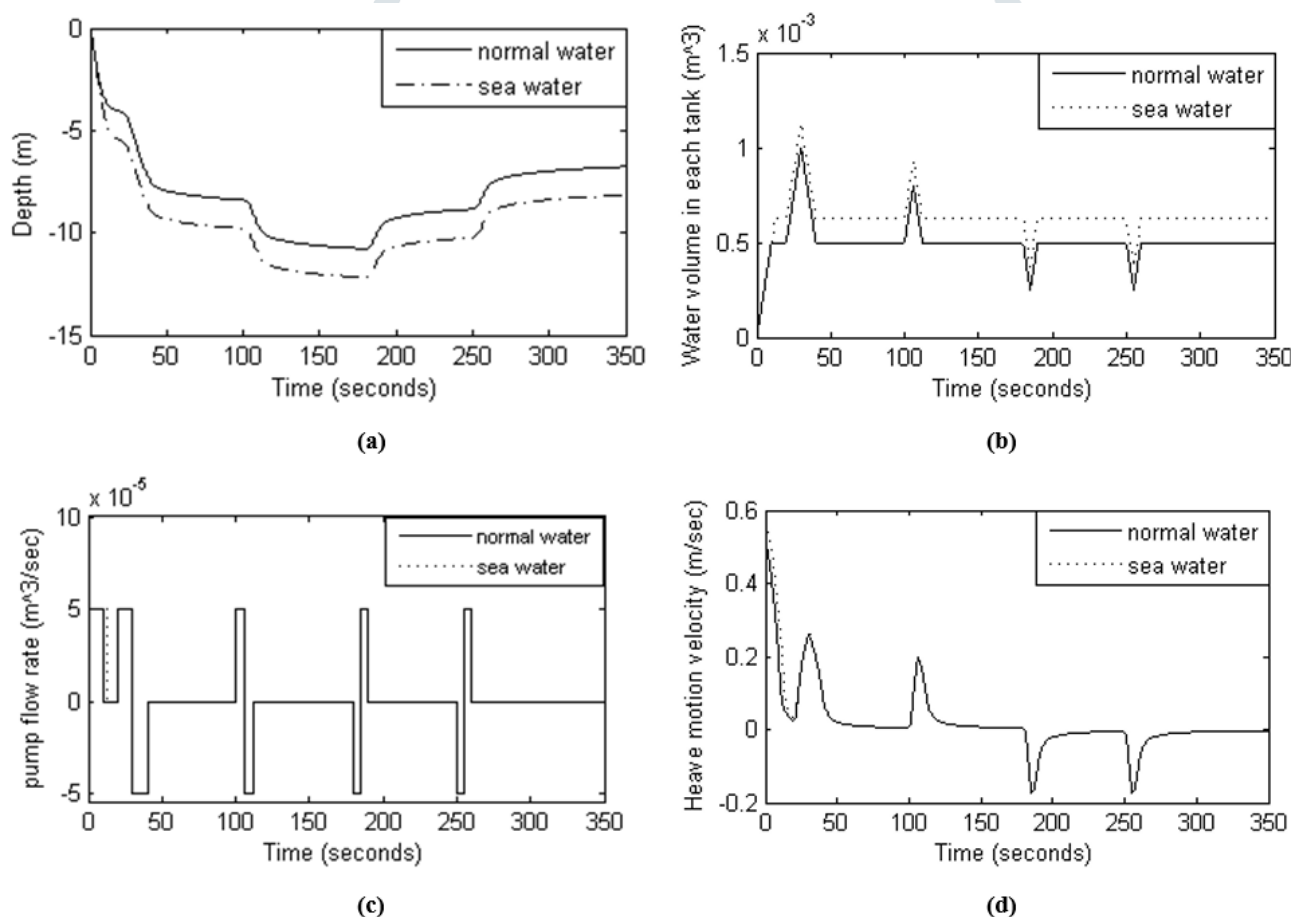 0
-5
-10
-15
0 50 100 150 200 250 300 350
Depth (m)
Time (seconds)
normal water
sea water
(a)
x 10^-3
1.5
1
0.5
0
0 50 100 150 200 250 300 350
Water volume in each tank (m^3)
Time (seconds)
normal water
sea water
(b)
x 10^-5
10
5
0
-5
0 50 100 150 200 250 300 350
pump flow rate (m^3/sec)
Time (seconds)
normal water
sea water
(c)
0.6
0.4
0.2
0
-0.2
0 50 100 150 200 250 300 350
Heave motion velocity (m/sec)
Time (seconds)
normal water
sea water
(d)